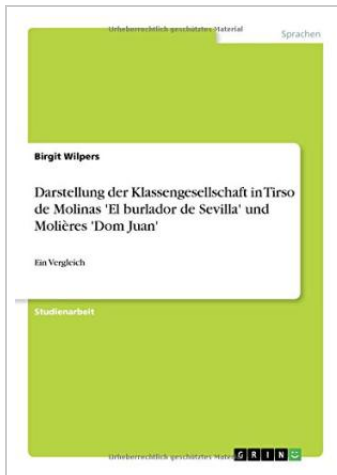 Urheberrechtlich geschütztes Material
Sprachen
Birgit Wilpers
Darstellung der Klassengesellschaft in Tirso
de Molinas 'El burlador de Sevilla' und
Molières 'Dom Juan'
Ein Vergleich
Studienarbeit
Urheberrechtlich geschütztes Mater
GRIN